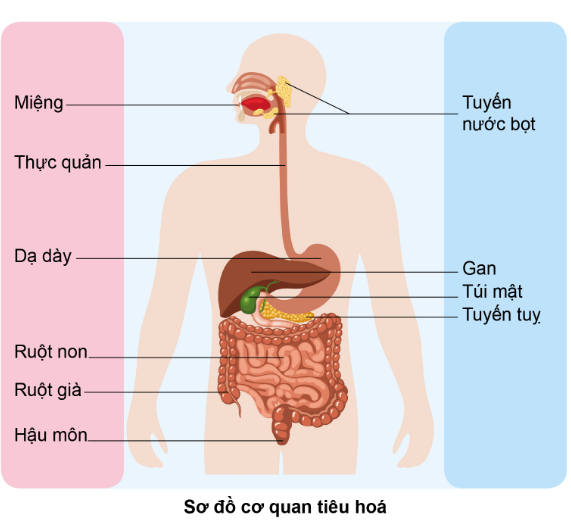 Miệng
Thực quản
Dạ dày
Ruột non
Ruột già
Hậu môn
Tuyến
nước bọt
Gan
Túi mật
Tuyến tuỵ
Sơ đồ cơ quan tiêu hoá